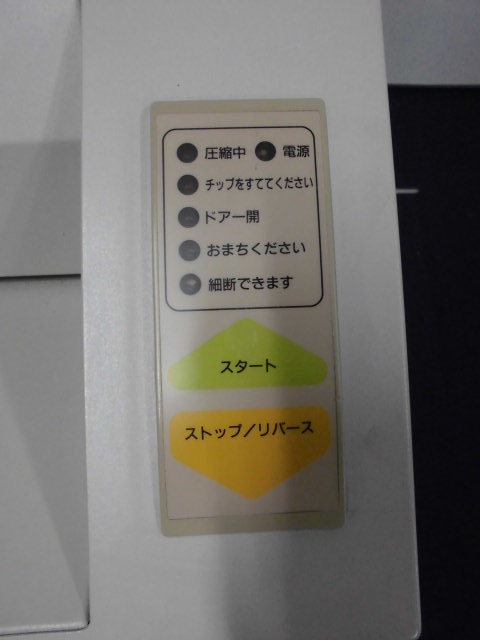 圧縮中 電源
チップをすててください
ドアー開
おまちください
細断できます
スタート
ストップ/リバース